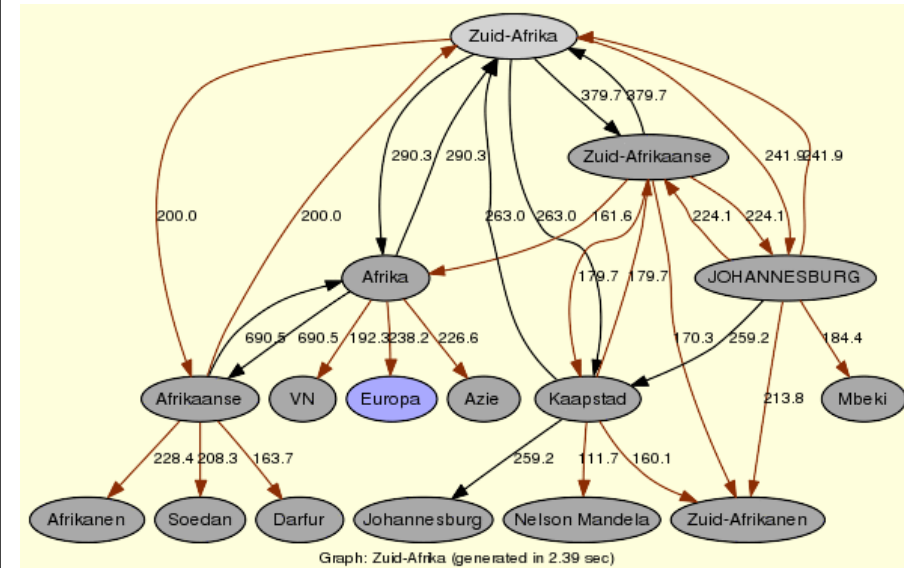 Zuid-Afrika
379.7 379.7
Zuid-Afrikaanse
241.9 241.9
290.3 290.3
200.0 200.0 263.0 263.0 161.6 224.1 224.1
Afrika
JOHANNESBURG
179.7 179.7
690.5 690.5 192.3 238.2 226.6 170.3 259.2 184.4
Afrikaanse VN Europa Azie Kaapstad Mbeki
213.8
228.4 208.3 163.7 259.2 111.7 160.1
Afrikanen Soedan Darfur Johannesburg Nelson Mandela Zuid-Afrikanen
Graph: Zuid-Afrika (generated in 2.39 sec)